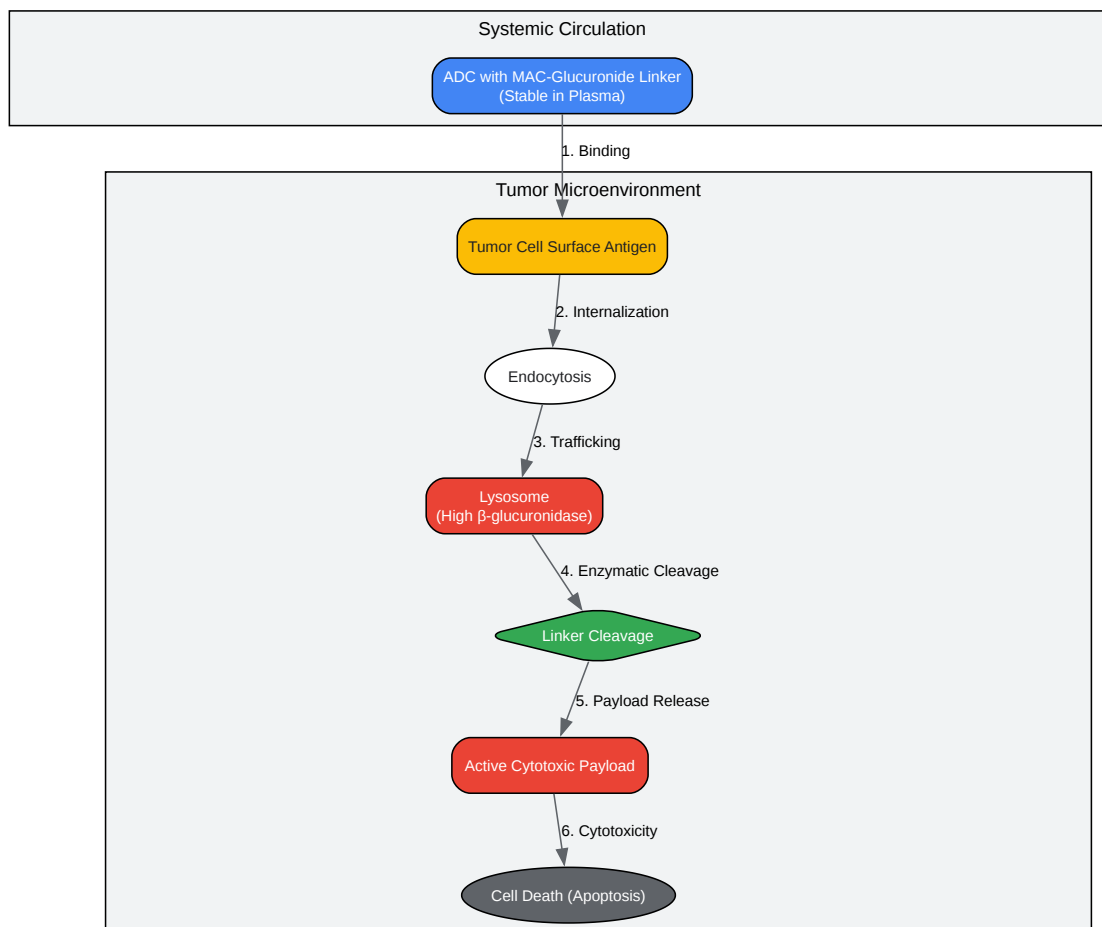 Systemic Circulation
ADC with MAC-Glucuronide Linker
(Stable in Plasma)
1. Binding
Tumor Microenvironment
Tumor Cell Surface Antigen
2. Internalization
Endocytosis
3. Trafficking
Lysosome
(High β-glucuronidase)
4. Enzymatic Cleavage
Linker Cleavage
5. Payload Release
Active Cytotoxic Payload
6. Cytotoxicity
Cell Death (Apoptosis)